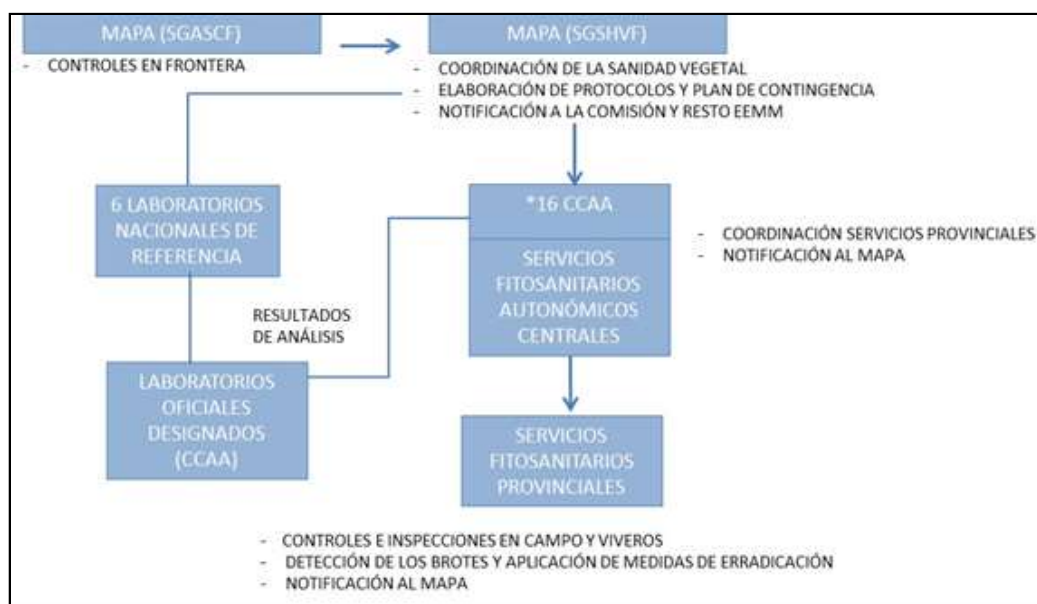 MAPA (SGASCF)
- CONTROLES EN FRONTERA
MAPA (SGSHVF)
- COORDINACIÓN DE LA SANIDAD VEGETAL
- ELABORACIÓN DE PROTOCOLOS Y PLAN DE CONTINGENCIA
- NOTIFICACIÓN A LA COMISIÓN Y RESTO EEMM
6 LABORATORIOS
NACIONALES DE
REFERENCIA
*16 CCAA
SERVICIOS
FITOSANITARIOS
AUTONÓMICOS
CENTRALES
- COORDINACIÓN SERVICIOS PROVINCIALES
- NOTIFICACIÓN AL MAPA
RESULTADOS
DE ANÁLISIS
LABORATORIOS
OFICIALES
DESIGNADOS
(CCAA)
SERVICIOS
FITOSANITARIOS
PROVINCIALES
- CONTROLES E INSPECCIONES EN CAMPO Y VIVEROS
- DETECCIÓN DE LOS BROTES Y APLICACIÓN DE MEDIDAS DE ERRADICACIÓN
- NOTIFICACIÓN AL MAPA